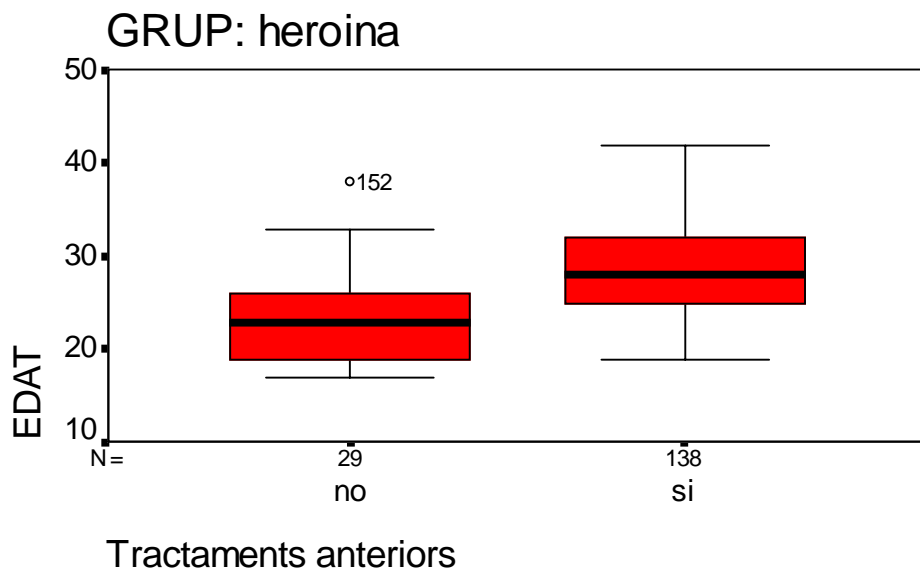 GRUP: heroina
50
40
30
20
10
EDAT
152
N = 29 138
no si
Tractaments anteriors